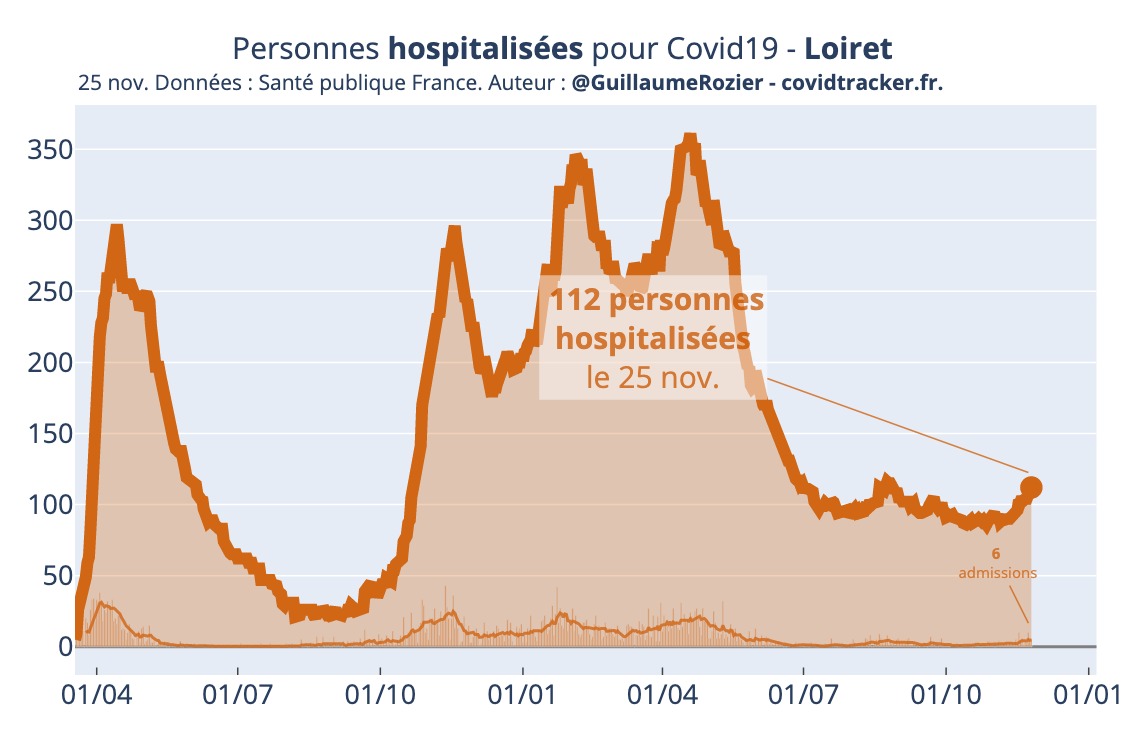 Personnes hospitalisées pour Covid19 - Loiret
25 nov. Données : Santé publique France. Auteur : @GuillaumeRozier - covidtracker.fr.
350
300
250
200
150
100
50
0
112 personnes
hospitalisées
le 25 nov.
6
admissions
01/04 01/07 01/10 01/01 01/04 01/07 01/10 01/01